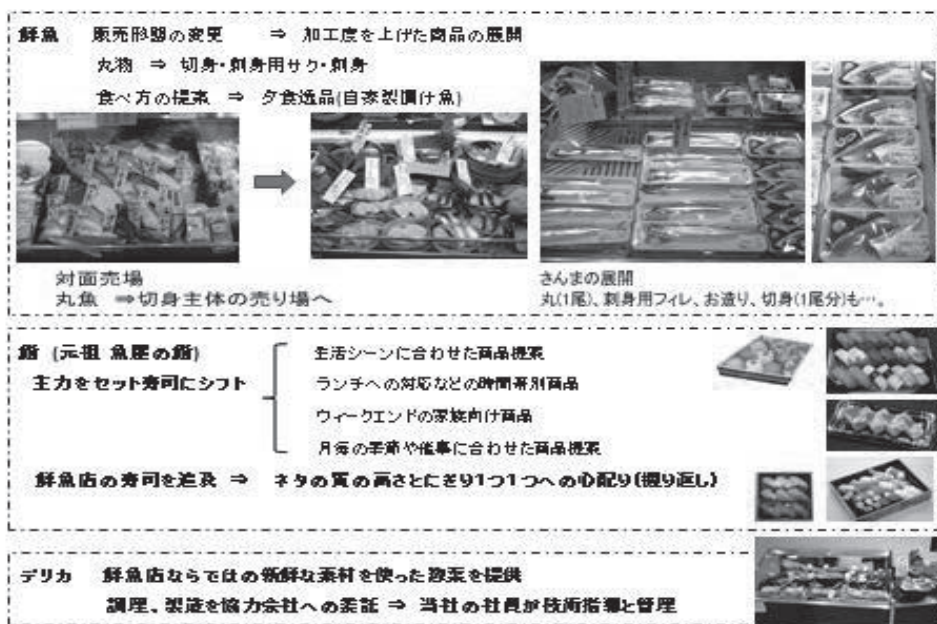 鮮魚 販売形態の変更 ⇒ 加工度を上げた商品の展開
丸物 ⇒ 切身・刺身用サク・刺身
食べ方の提案 ⇒ 夕食逸品(自家製漬け魚)
対面売場
丸魚 ⇒切身主体の売り場へ
さんまの展開
丸(1尾)、刺身用フィレ、お造り、切身(1尾分)も…。
鮨 (元祖 魚屋の鮨)
主力をセット寿司にシフト
生活シーンに合わせた商品提案
ランチへの対応などの時間帯別商品
ウィークエンドの家族向け商品
月毎の季節や催事に合わせた商品提案
鮮魚店の寿司を追及 ⇒ ネタの質の高さとにぎり1つ1つへの心配り(握り返し)
デリカ 鮮魚店ならではの新鮮な素材を使った惣菜を提供
調理、製造を協力会社への委託 ⇒ 当社の社員が技術指導と管理